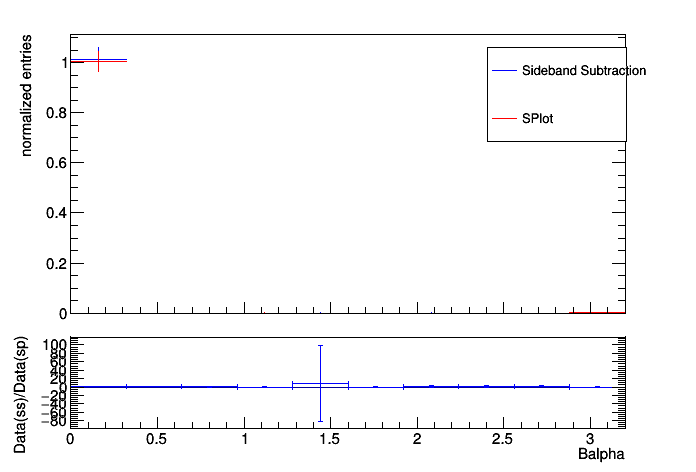 normalized entries
1
0.8
0.6
0.4
0.2
0
Sideband Subtraction
SPlot
Data(ss)/Data(sp)
100
80
60
40
20
0
−20
−40
−60
−80
0 0.5 1 1.5 2 2.5 3
Balpha